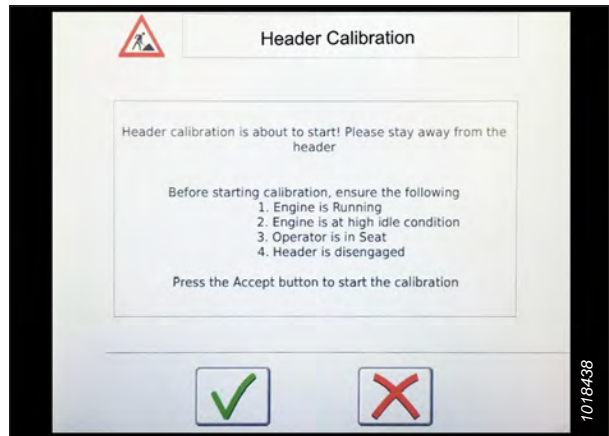 Header Calibration
Header calibration is about to start! Please stay away from the
header
Before starting calibration, ensure the following
1. Engine is Running
2. Engine is at high idle condition
3. Operator is in Seat
4. Header is disengaged
Press the Accept button to start the calibration
1018438